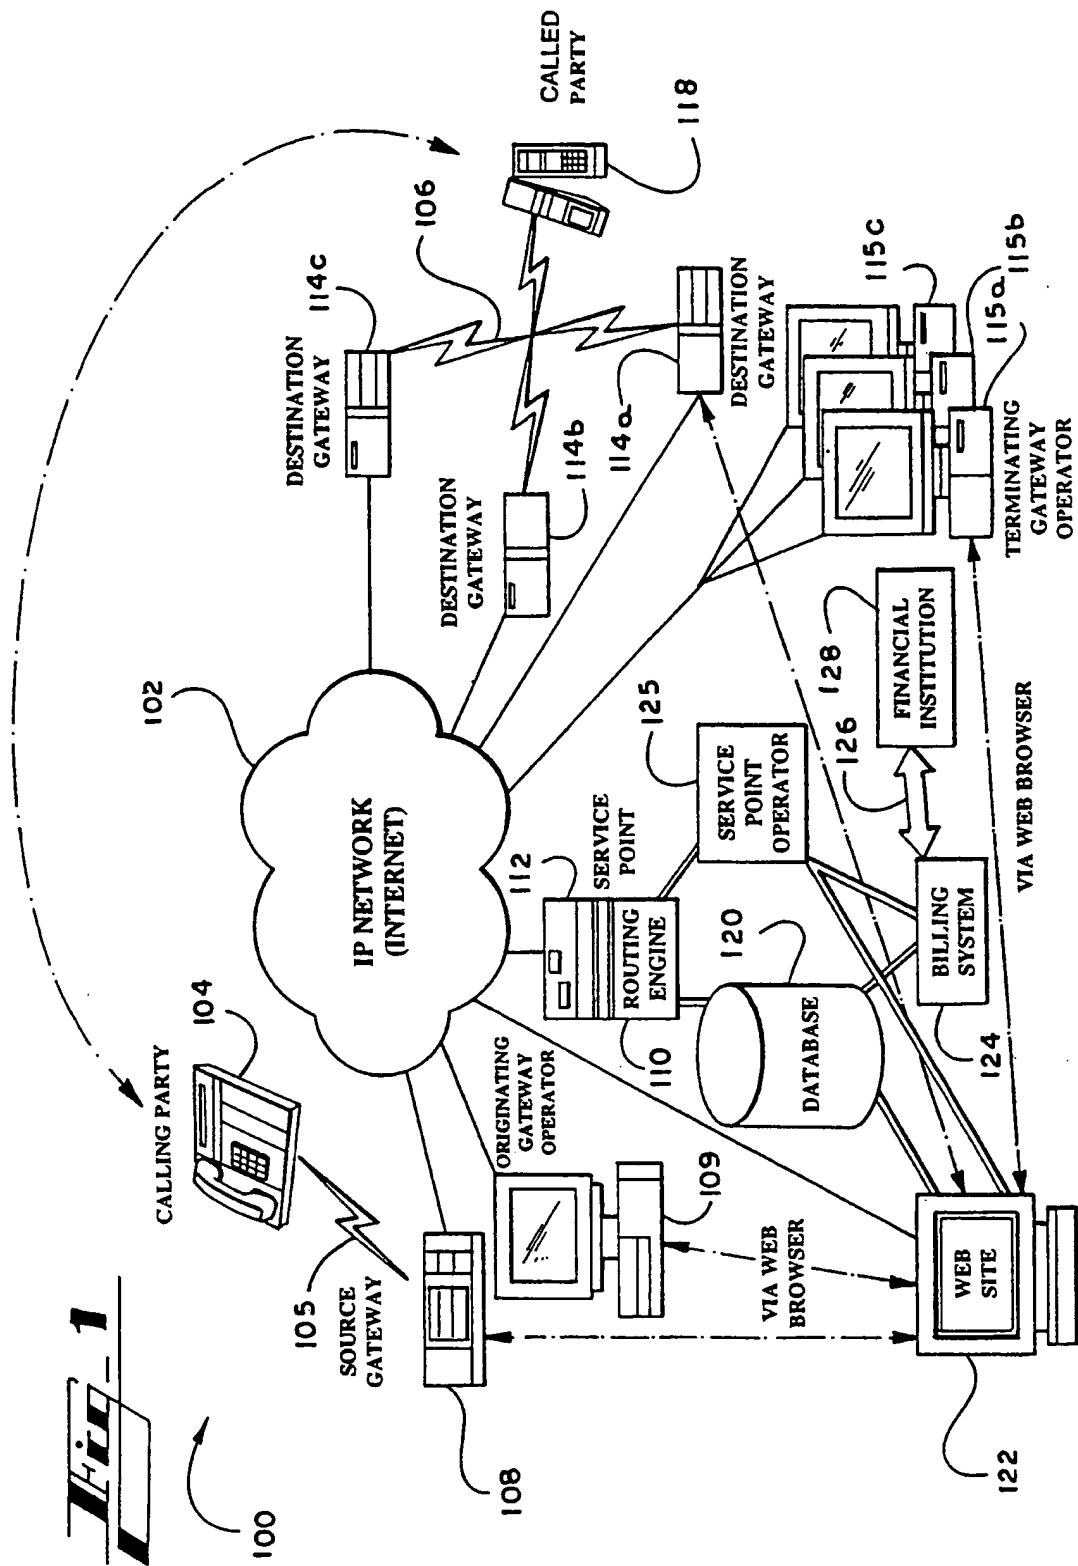 Fig_1
100
CALLING PARTY
104
105
SOURCE
GATEWAY
108
102
IP NETWORK
(INTERNET)
ORIGINATING
GATEWAY
OPERATOR
109
VIA WEB
BROWSER
WEB
SITE
122
112
SERVICE
POINT
ROUTING
ENGINE
110
120
DATABASE
125
SERVICE
POINT
OPERATOR
BILLING
SYSTEM
124
126
128
FINANCIAL
INSTITUTION
VIA WEB BROWSER
DESTINATION
GATEWAY
114c
106
DESTINATION
GATEWAY
114b
CALLED
PARTY
118
114a
DESTINATION
GATEWAY
115c
115a
115b
TERMINATING
GATEWAY
OPERATOR